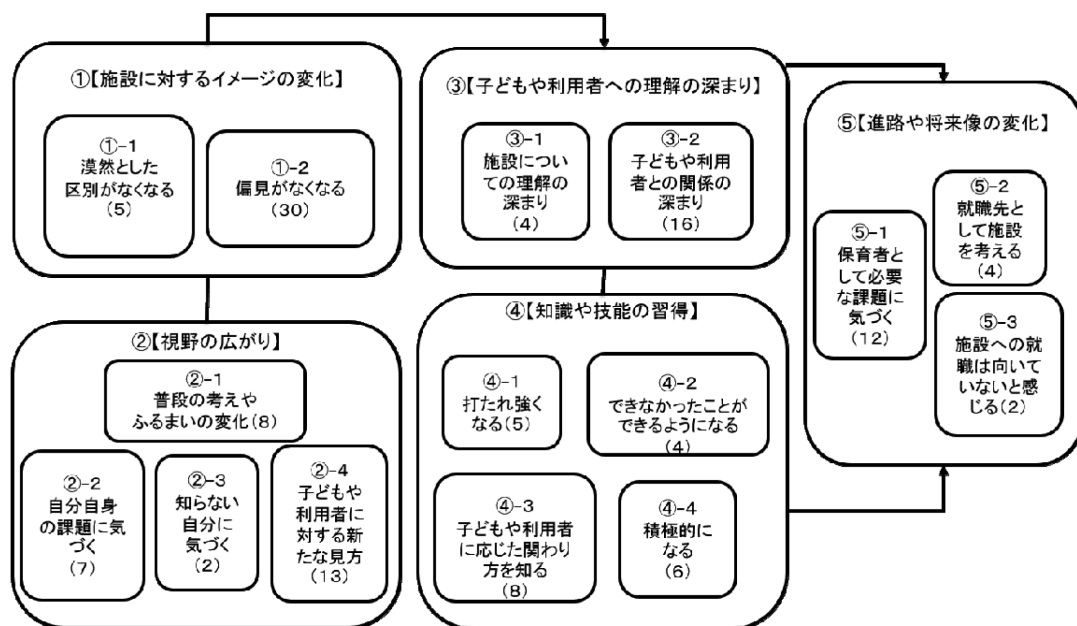 ①【施設に対するイメージの変化】
①-1
漠然とした
区別がなくなる
(5)
①-2
偏見がなくなる
(30)
②【視野の広がり】
②-1
普段の考えや
ふるまいの変化(8)
②-2
自分自身
の課題に気
づく
(7)
②-3
知らない
自分に
気づく
(2)
②-4
子どもや
利用者に
対する新
たな見方
(13)
③【子どもや利用者への理解の深まり】
③-1
施設につい
ての理解の
深まり
(4)
③-2
子どもや利用
者との関係の
深まり
(16)
④【知識や技能の習得】
④-1
打たれ強く
なる(5)
④-2
できなかったことが
できるようになる
(4)
④-3
子どもや利用者
に応じた関わり
方を知る
(8)
④-4
積極的に
なる
(6)
⑤【進路や将来像の変化】
⑤-1
保育者と
して必要
な課題に
気づく
(12)
⑤-2
就職先と
して施設
を考える
(4)
⑤-3
施設への就
職は向いて
いないと感
じる(2)